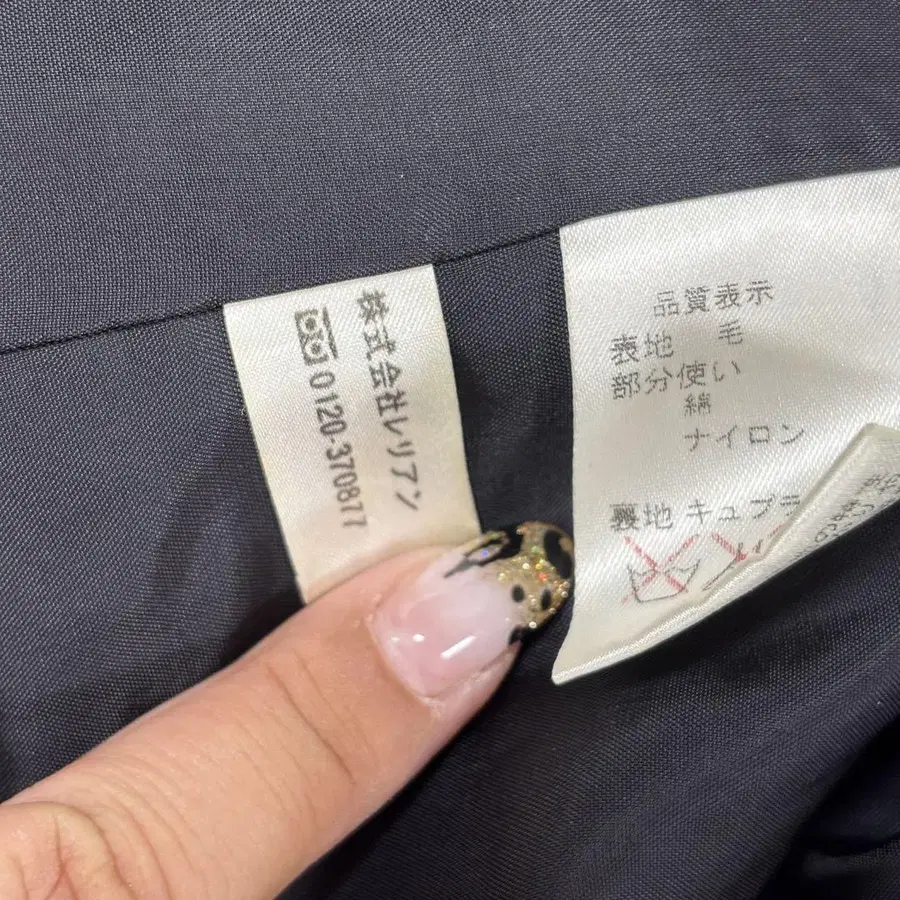 株式会社レリアン
0120-370877
品質表示
表地 毛
部分使い
綿
ナイロン
裏地 キュプラ